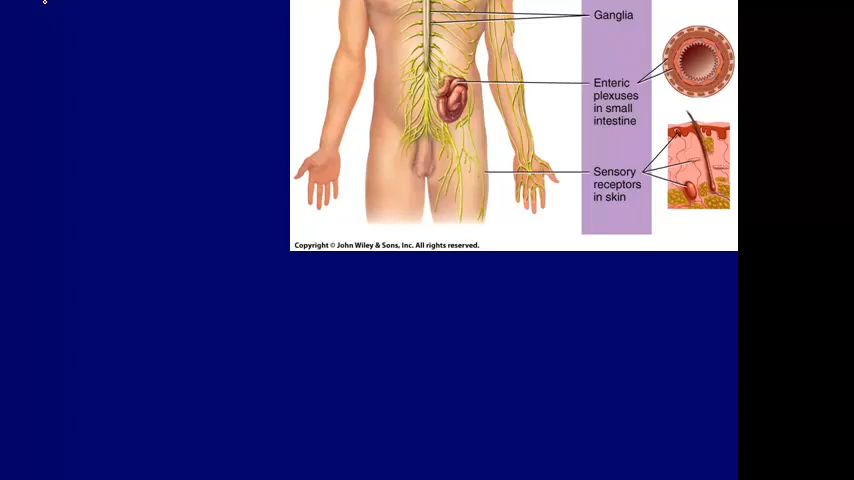 Ganglia
Enteric
plexuses
in small
intestine
Sensory
receptors
in skin
Copyright © John Wiley & Sons, Inc. All rights reserved.